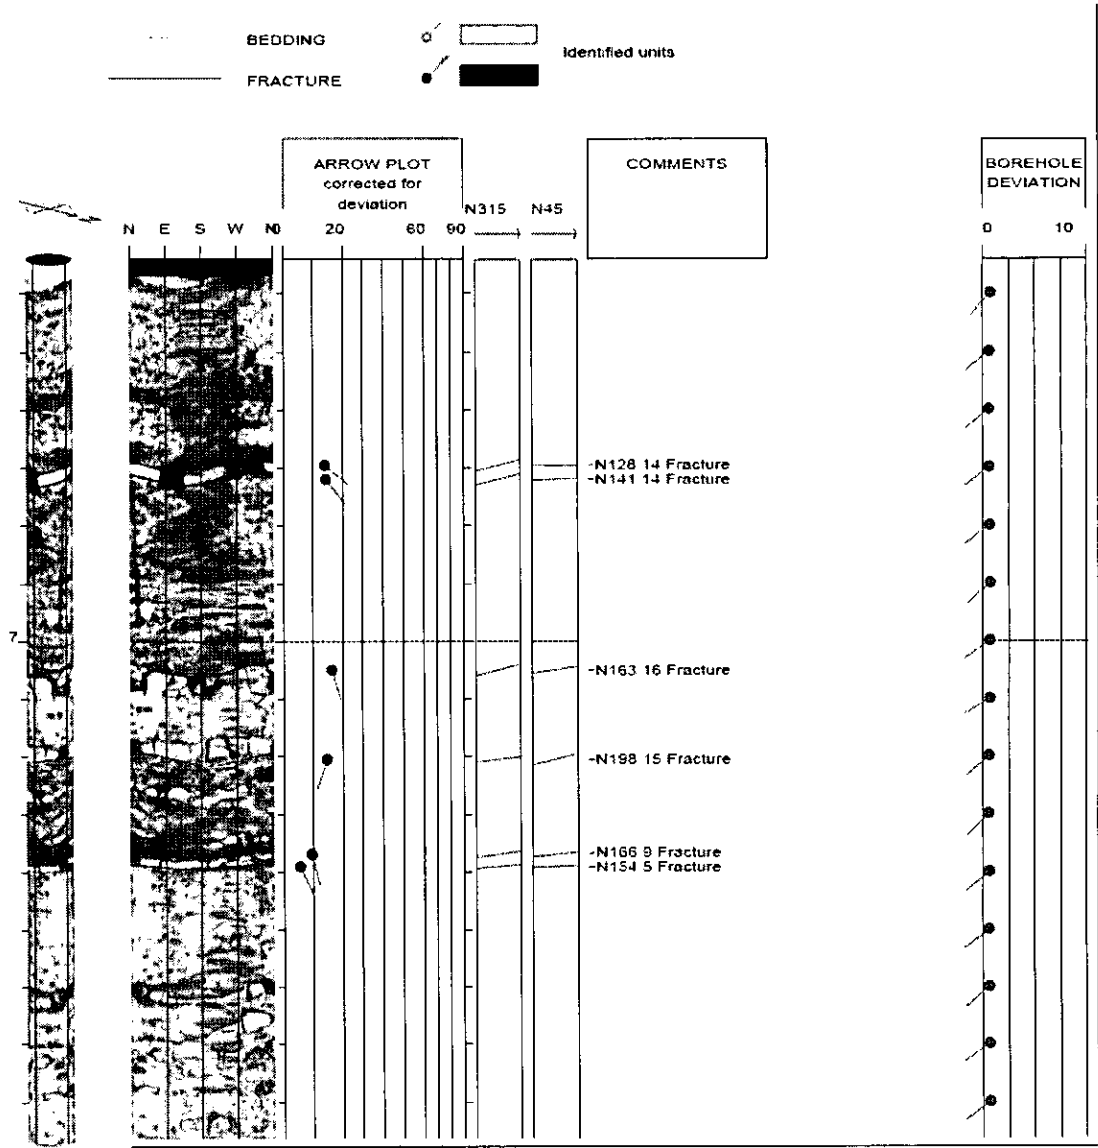 BEDDING
FRACTURE
Identified units
ARROW PLOT
corrected for
deviation
COMMENTS
BOREHOLE
DEVIATION
N315 N45
N E S W N
0 20 60 90
0 10
-N128 14 Fracture
-N141 14 Fracture
7
-N163 16 Fracture
-N198 15 Fracture
-N166 9 Fracture
-N154 5 Fracture